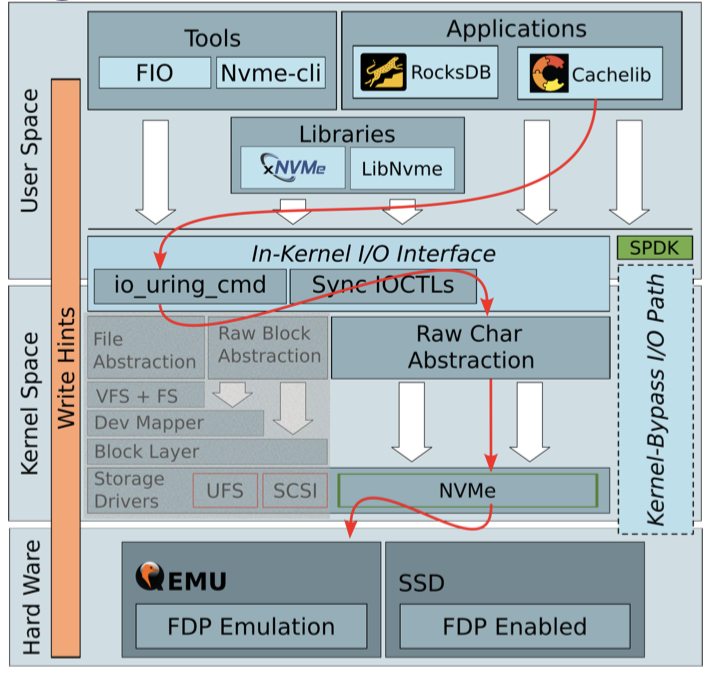 Tools
FIO
Nvme-cli
Applications
RocksDB
Cachelib
User Space
Libraries
xNVMe
LibNvme
In-Kernel I/O Interface
io_uring_cmd
Sync IOCTLs
SPDK
Kernel-Bypass I/O Path
Write Hints
Kernel Space
File
Abstraction
Raw Block
Abstraction
Raw Char
Abstraction
VFS + FS
Dev Mapper
Block Layer
Storage
Drivers
UFS
SCSI
NVMe
Hard Ware
QEMU
FDP Emulation
SSD
FDP Enabled